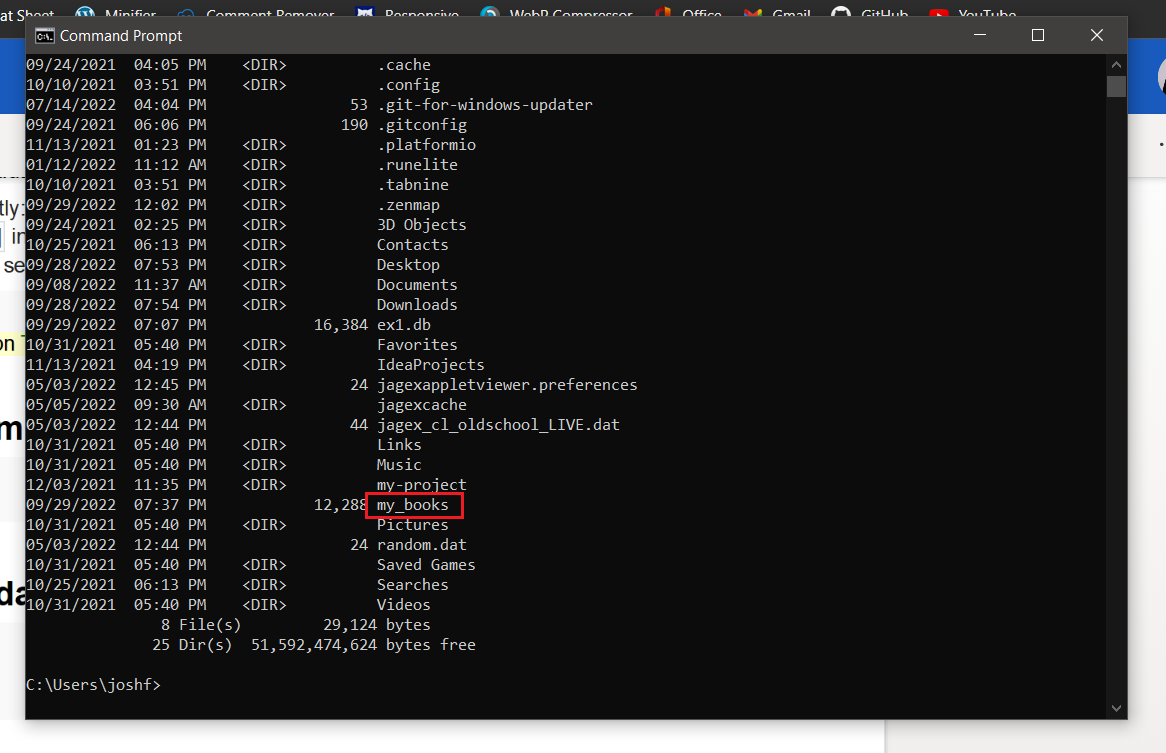 at Sheet Minifier Comment Remover Responsive WebP Compressor Office Gmail GitHub YouTube
Command Prompt
09/24/2021  04:05 PM    <DIR>          .cache
10/10/2021  03:51 PM    <DIR>          .config
07/14/2022  04:04 PM                53 .git-for-windows-updater
09/24/2021  06:06 PM               190 .gitconfig
11/13/2021  01:23 PM    <DIR>          .platformio
01/12/2022  11:12 AM    <DIR>          .runelite
10/10/2021  03:51 PM    <DIR>          .tabnine
09/29/2022  12:02 PM    <DIR>          .zenmap
09/24/2021  02:25 PM    <DIR>          3D Objects
10/25/2021  06:13 PM    <DIR>          Contacts
09/28/2022  07:53 PM    <DIR>          Desktop
09/08/2022  11:37 AM    <DIR>          Documents
09/28/2022  07:54 PM    <DIR>          Downloads
09/29/2022  07:07 PM            16,384 ex1.db
10/31/2021  05:40 PM    <DIR>          Favorites
11/13/2021  04:19 PM    <DIR>          IdeaProjects
05/03/2022  12:45 PM                24 jagexappletviewer.preferences
05/05/2022  09:30 AM    <DIR>          jagexcache
05/03/2022  12:44 PM                44 jagex_cl_oldschool_LIVE.dat
10/31/2021  05:40 PM    <DIR>          Links
10/31/2021  05:40 PM    <DIR>          Music
12/03/2021  11:35 PM    <DIR>          my-project
09/29/2022  07:37 PM            12,288 my_books
10/31/2021  05:40 PM    <DIR>          Pictures
05/03/2022  12:44 PM                24 random.dat
10/31/2021  05:40 PM    <DIR>          Saved Games
10/25/2021  06:13 PM    <DIR>          Searches
10/31/2021  05:40 PM    <DIR>          Videos
8 File(s)         29,124 bytes
25 Dir(s)  51,592,474,624 bytes free
C:\Users\joshf>